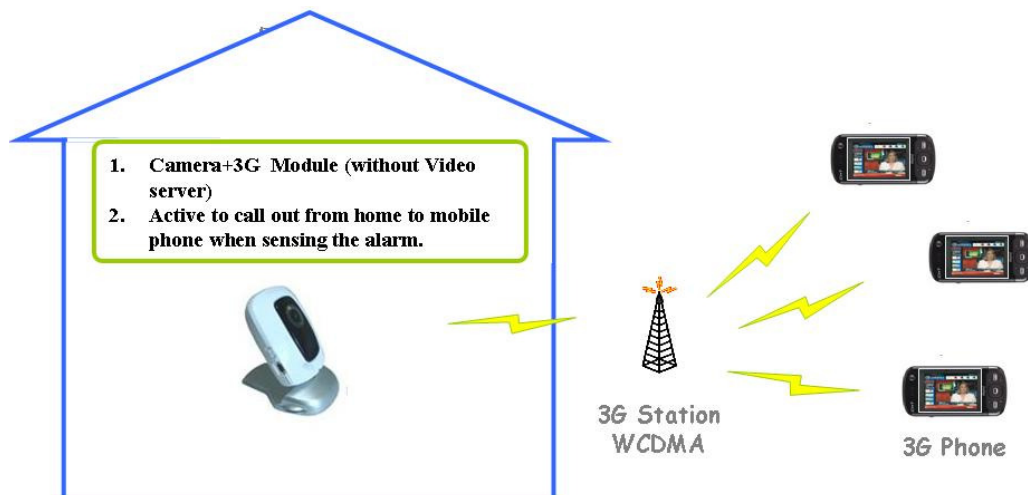 1. Camera+3G Module (without Video
server)
2. Active to call out from home to mobile
phone when sensing the alarm.
3G Station
WCDMA
3G Phone